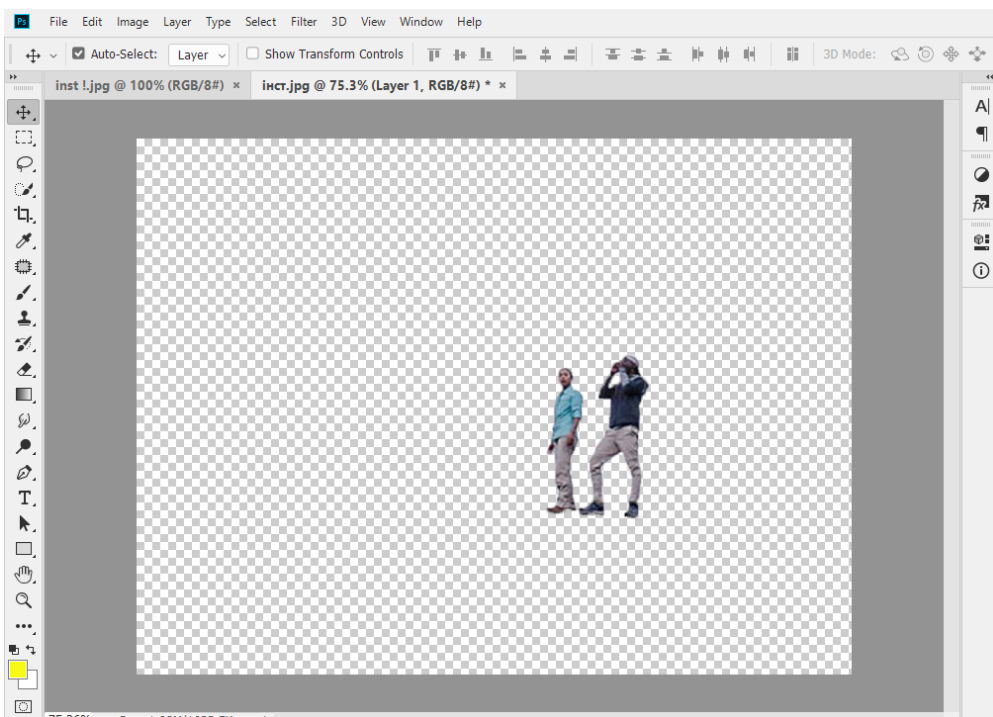 Ps File Edit Image Layer Type Select Filter 3D View Window Help
Auto-Select: Layer Show Transform Controls 3D Mode:
inst !.jpg @ 100% (RGB/8#) × інст.jpg @ 75.3% (Layer 1, RGB/8#) * ×
A
fx
T